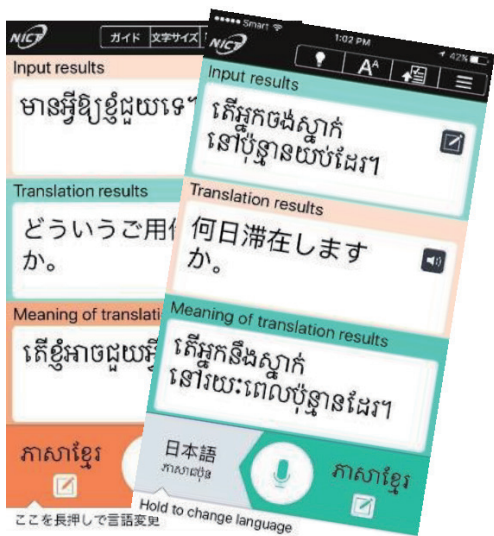 NICT
ガイド
文字サイズ
Input results
មានអ្វីឱ្យខ្ញុំជួយទេ។
Translation results
どういうご用
か。
Meaning of
តើខ្ញុំអាចជួយ
ភាសាខ្មែរ
ここを長押しで言語変更
Smart
1:02 PM
42%
NICT
AA
Input results
តើអ្នកចង់ស្នាក់
នៅប៉ុន្មានយប់ដែរ។
Translation results
何日滞在します
か。
Meaning of translation results
តើអ្នកនឹងស្នាក់
នៅរយៈពេលប៉ុន្មានដែរ។
日本語
ភាសាជប៉ុន
ភាសាខ្មែរ
Hold to change language